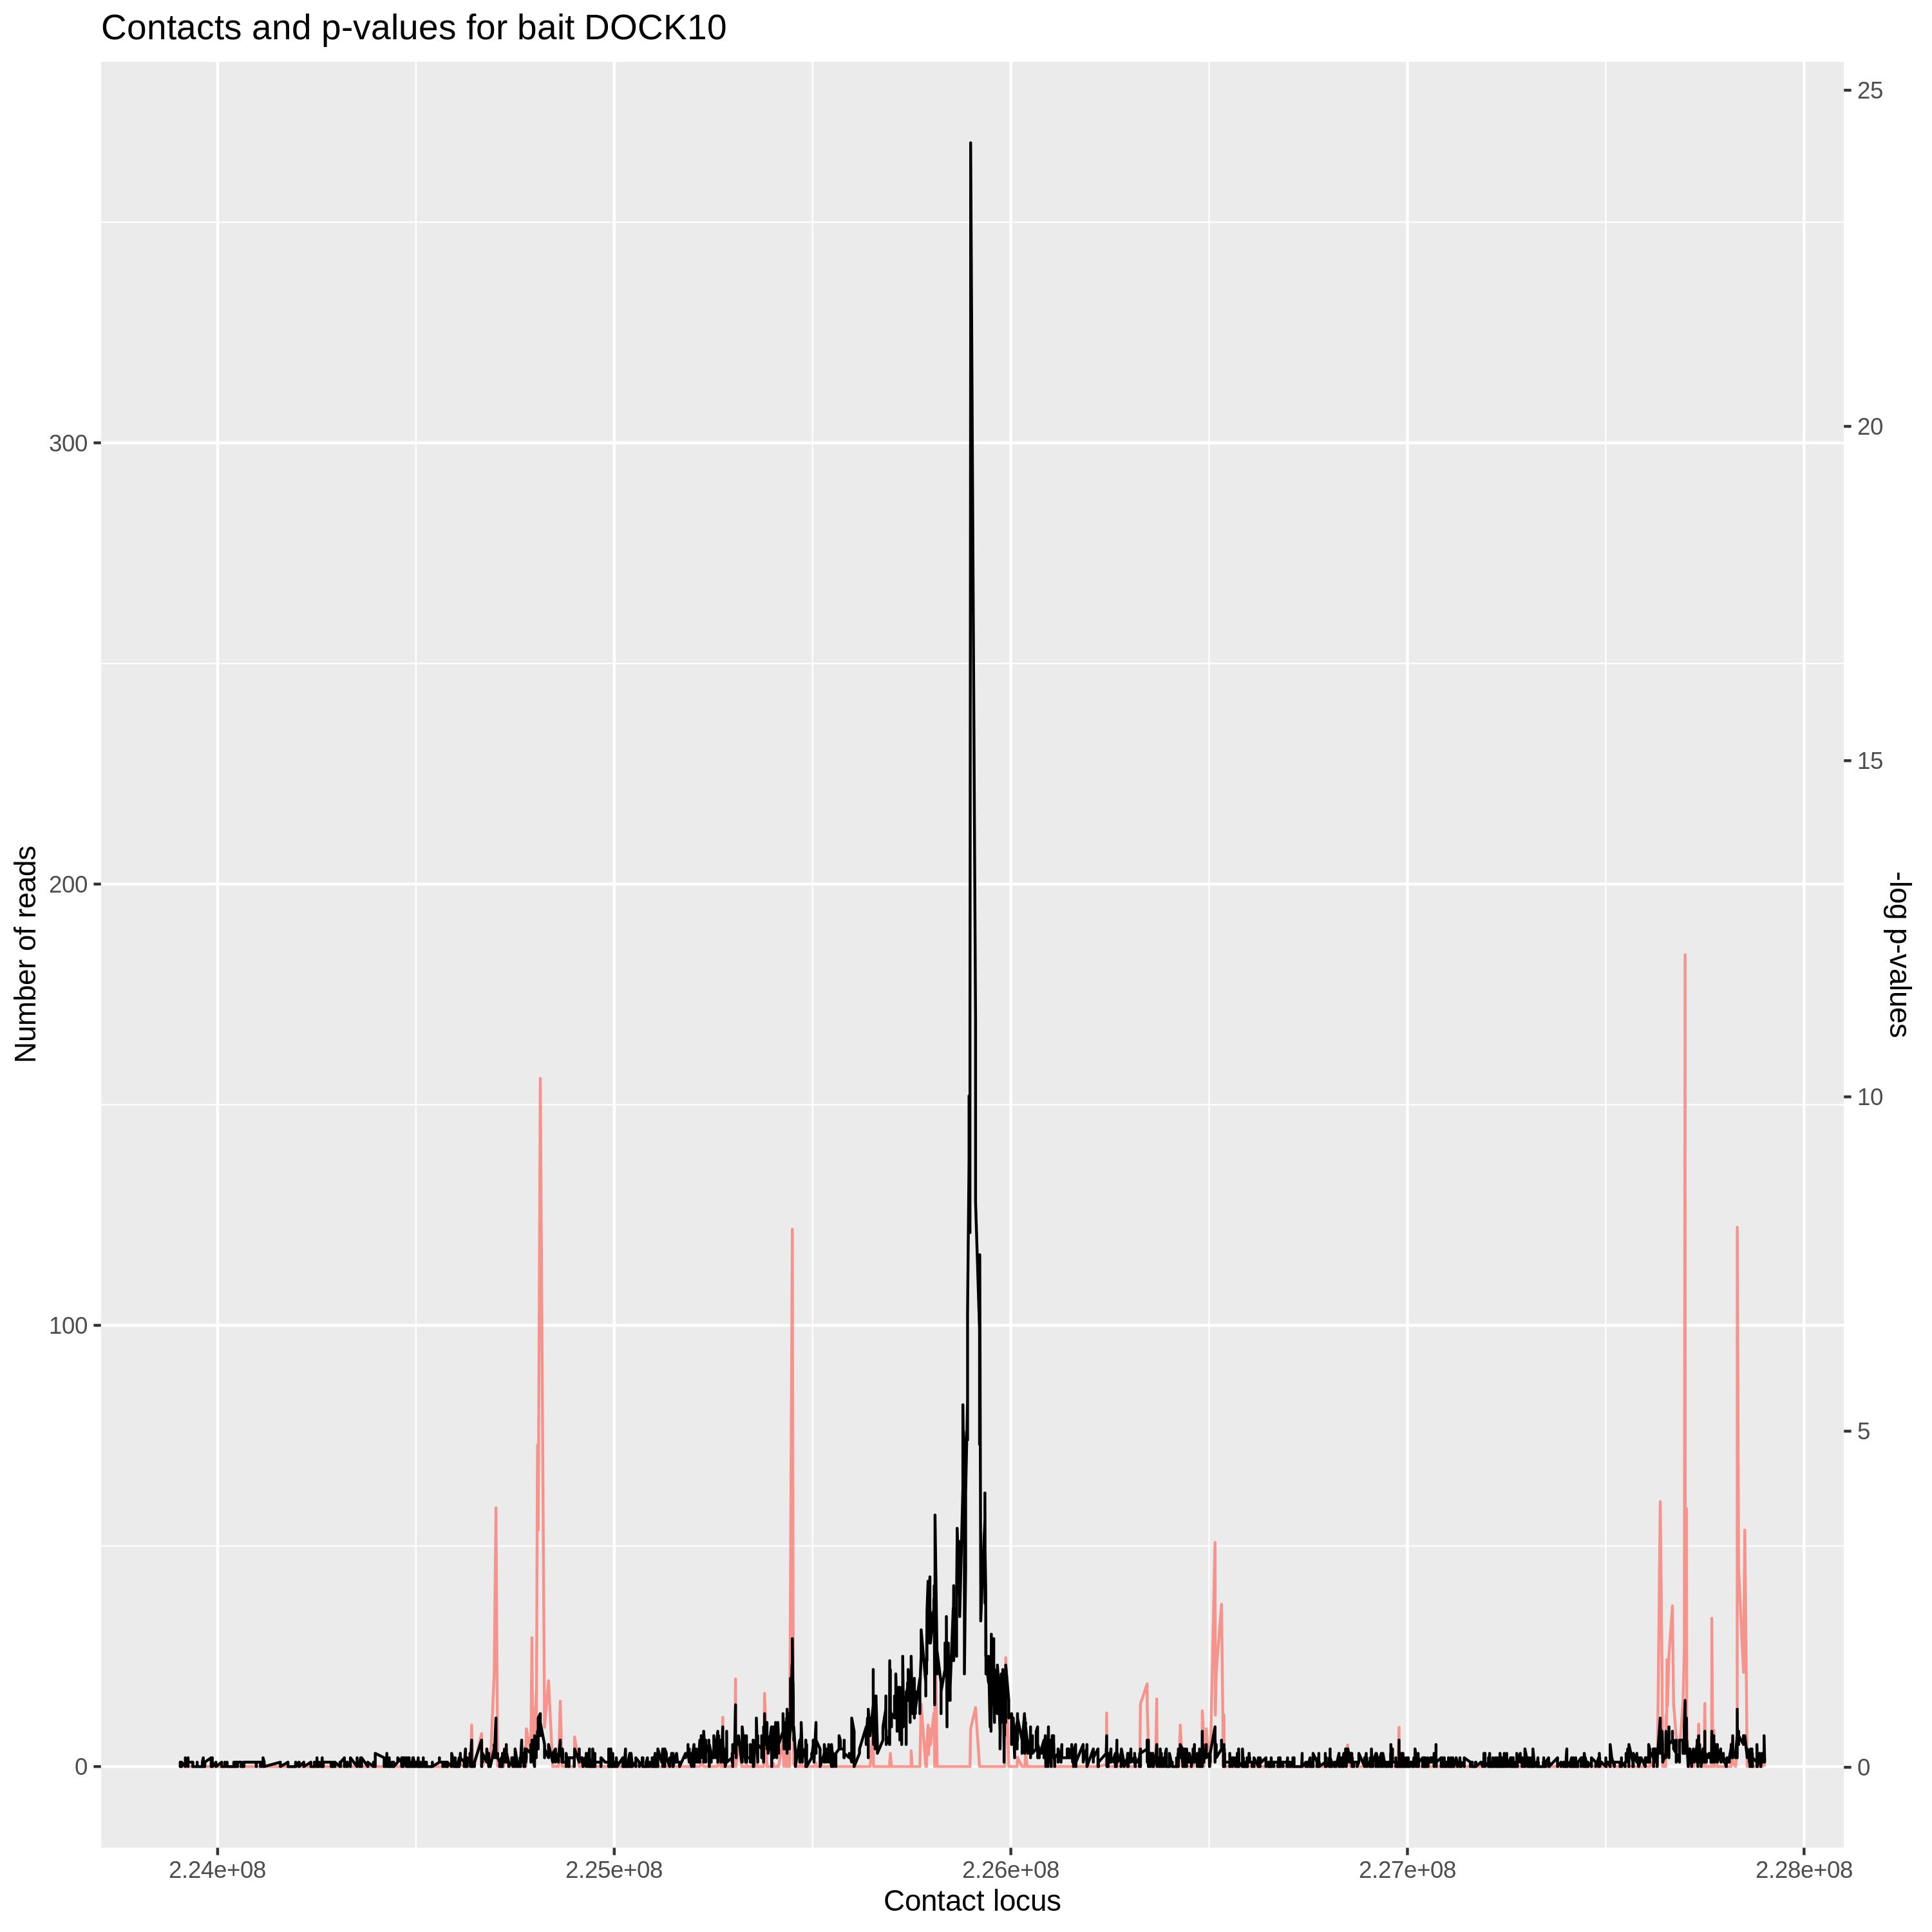 Contacts and p-values for bait DOCK10
Number of reads
300
200
100
0
25
20
15
10
5
0
-log p-values
2.24e+08
2.25e+08
2.26e+08
2.27e+08
2.28e+08
Contact locus